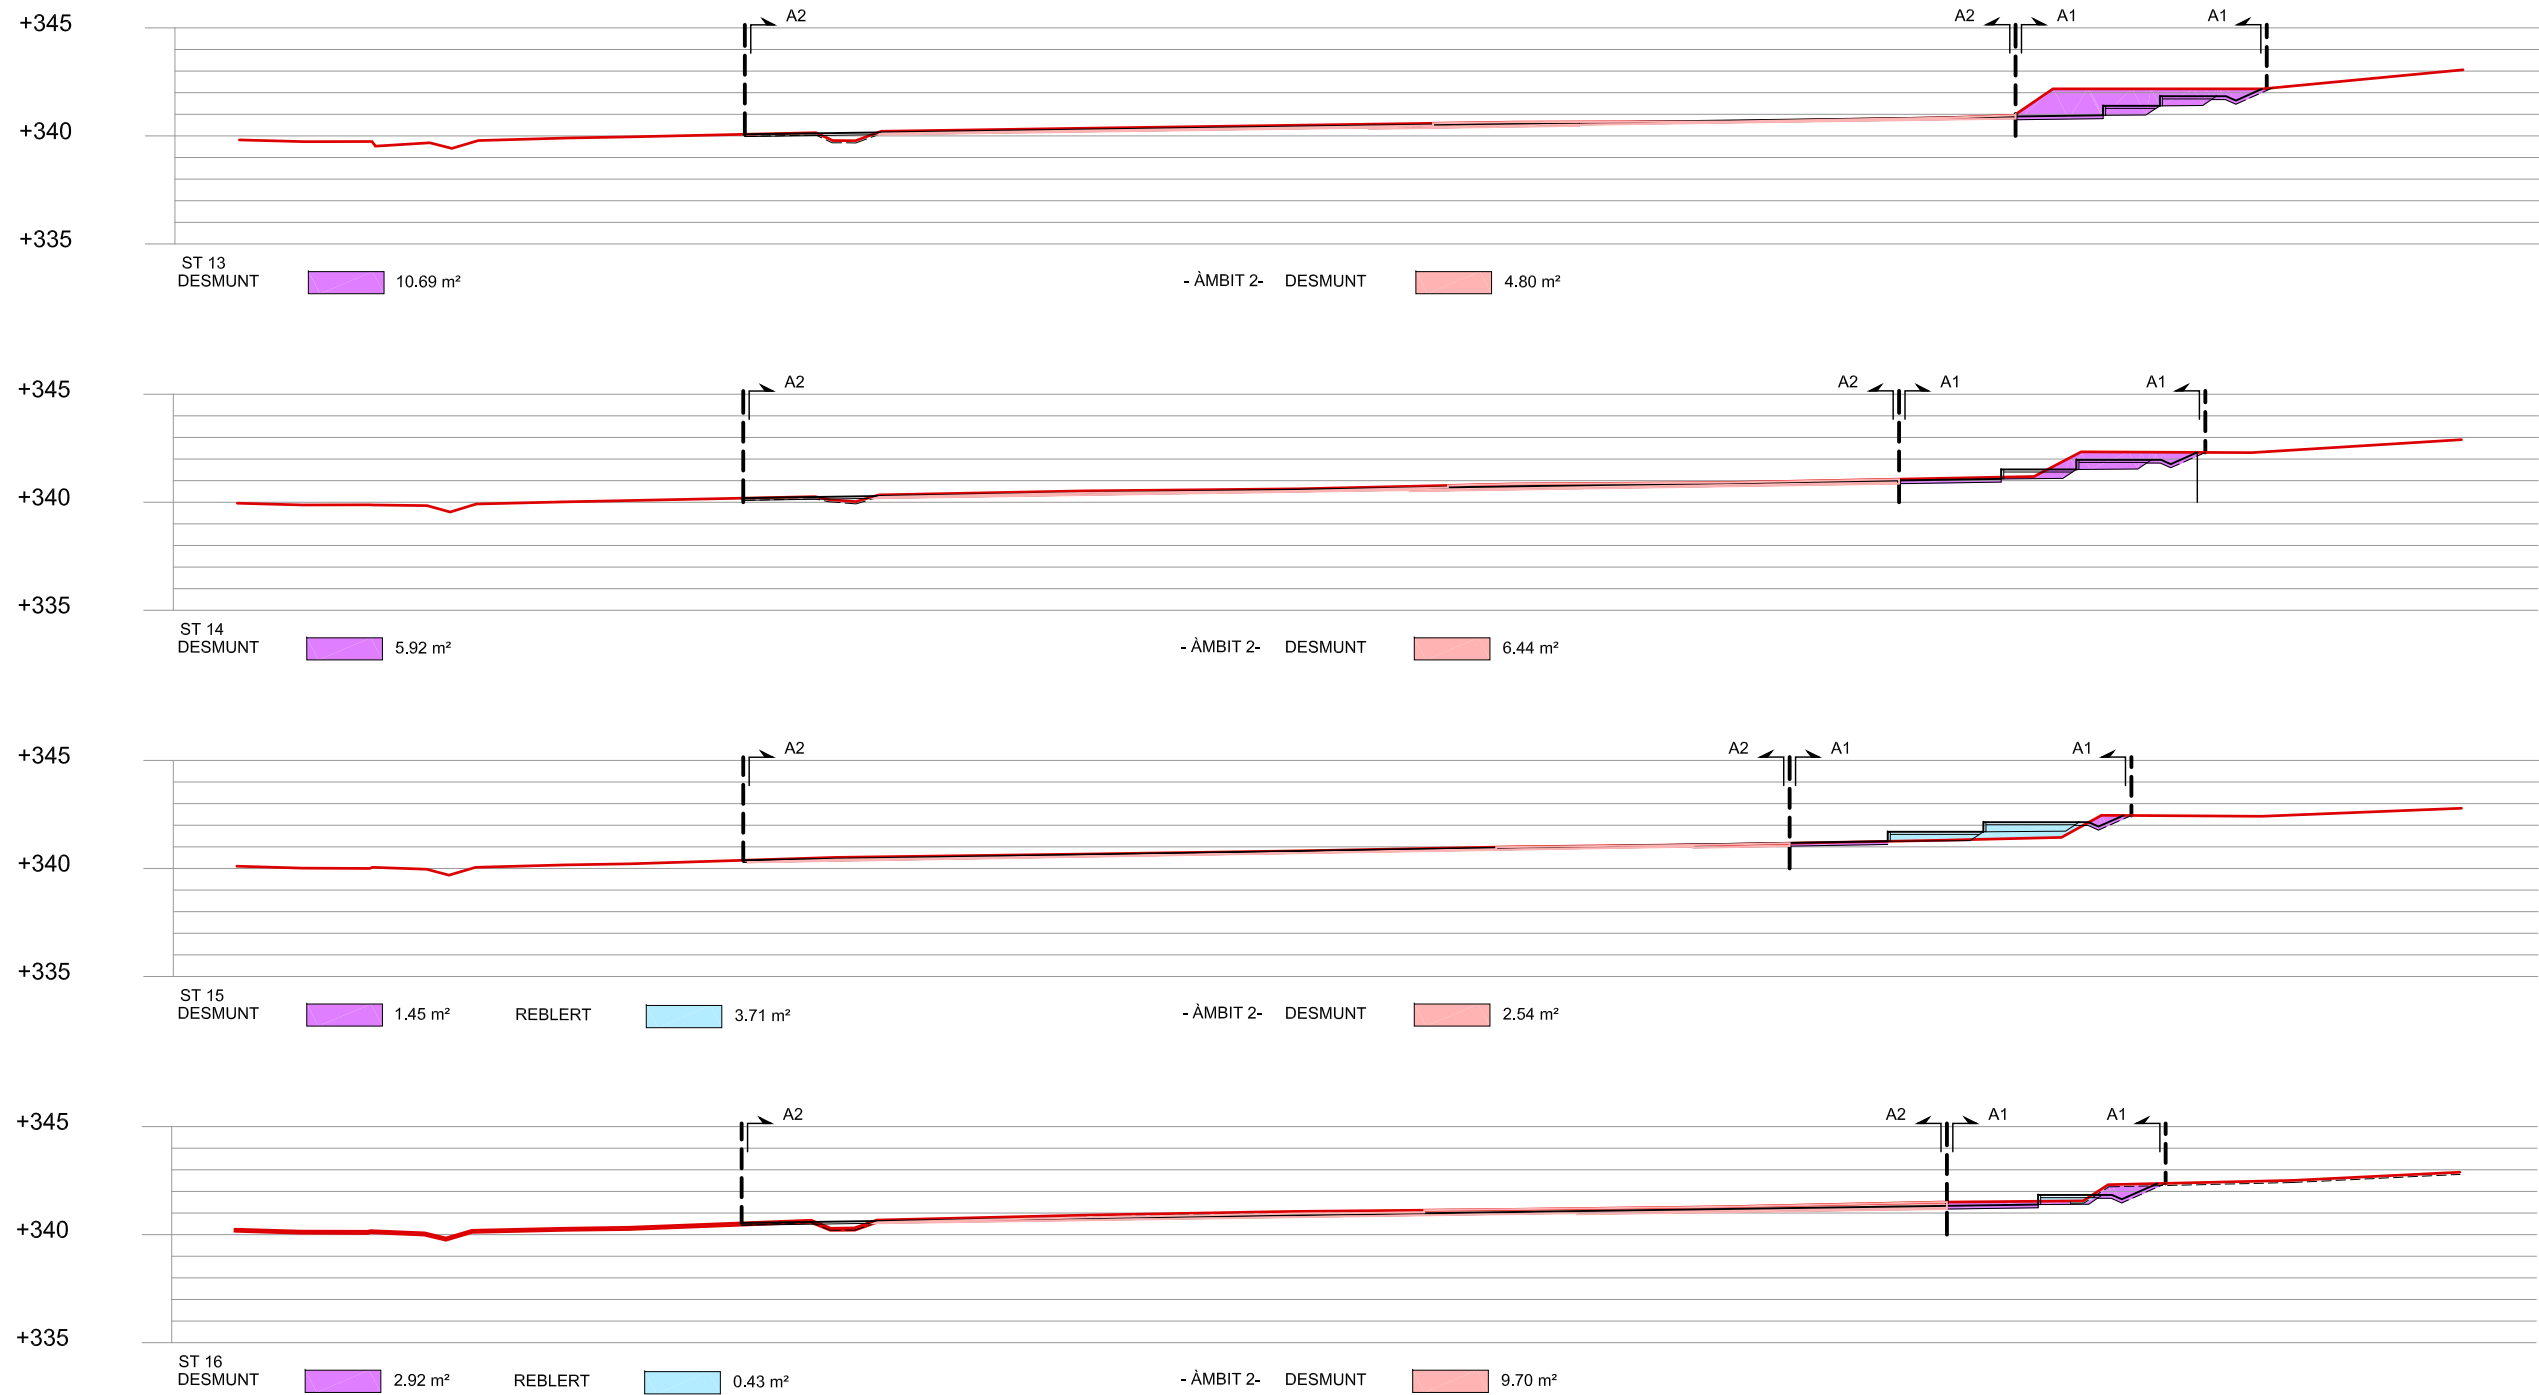 A2 A2 A1 A1
+345
+340
+335
ST 13
DESMUNT 10.69 m² - ÀMBIT 2- DESMUNT 4.80 m²
A2 A2 A1 A1
+345
+340
+335
ST 14
DESMUNT 5.92 m² - ÀMBIT 2- DESMUNT 6.44 m²
A2 A2 A1 A1
+345
+340
+335
ST 15
DESMUNT 1.45 m² REBLERT 3.71 m² - ÀMBIT 2- DESMUNT 2.54 m²
A2 A2 A1 A1
+345
+340
+335
ST 16
DESMUNT 2.92 m² REBLERT 0.43 m² - ÀMBIT 2- DESMUNT 9.70 m²